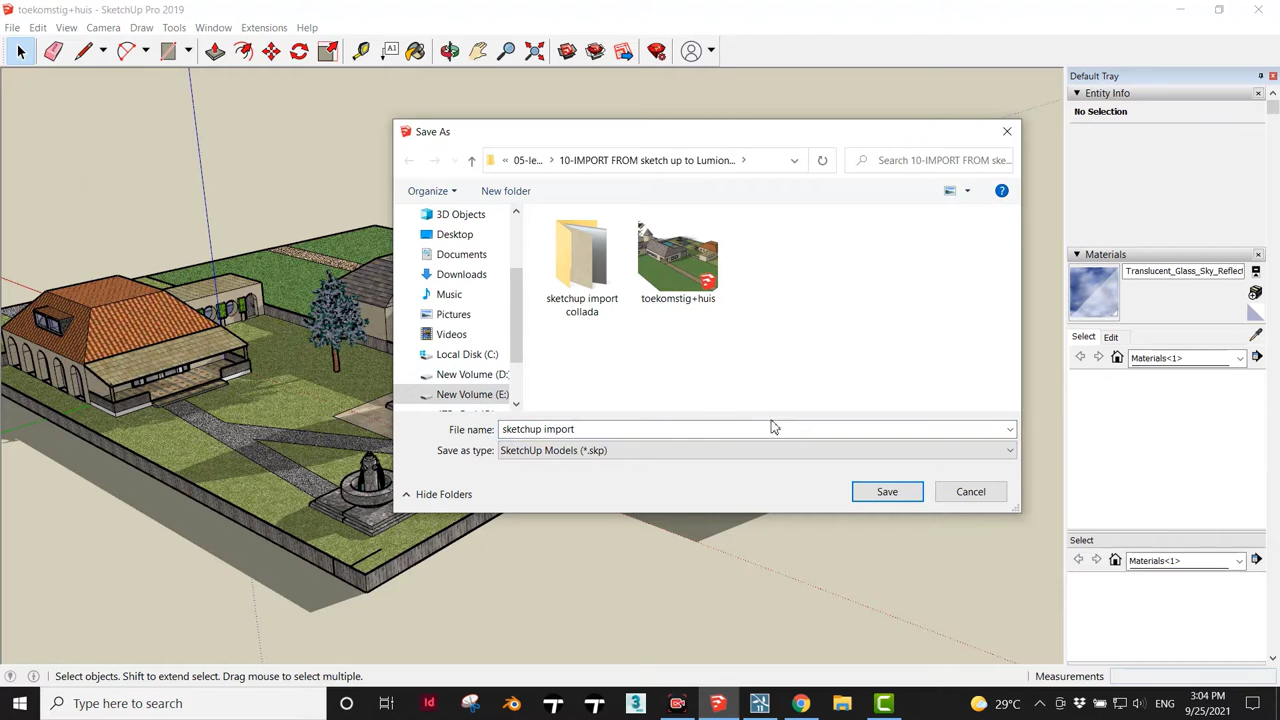 toekomstig+huis - SketchUp Pro 2019
File Edit View Camera Draw Tools Window Extensions Help
A1
Default Tray
Entity Info
No Selection
Save As
« 05-le... > 10-IMPORT FROM sketch up to Lumion... >
Search 10-IMPORT FROM ske...
Organize
New folder
3D Objects
Desktop
Documents
Downloads
Music
Pictures
Videos
Local Disk (C:)
New Volume (D:
New Volume (E:)
sketchup import
collada
toekomstig+huis
File name: sketchup import
Save as type: SketchUp Models (*.skp)
Hide Folders
Save
Cancel
Materials
Translucent_Glass_Sky_Reflect
Select Edit
Materials<1>
Select
Materials<1>
Select objects. Shift to extend select. Drag mouse to select multiple.
Measurements
Type here to search
29°C
ENG
3:04 PM
9/25/2021